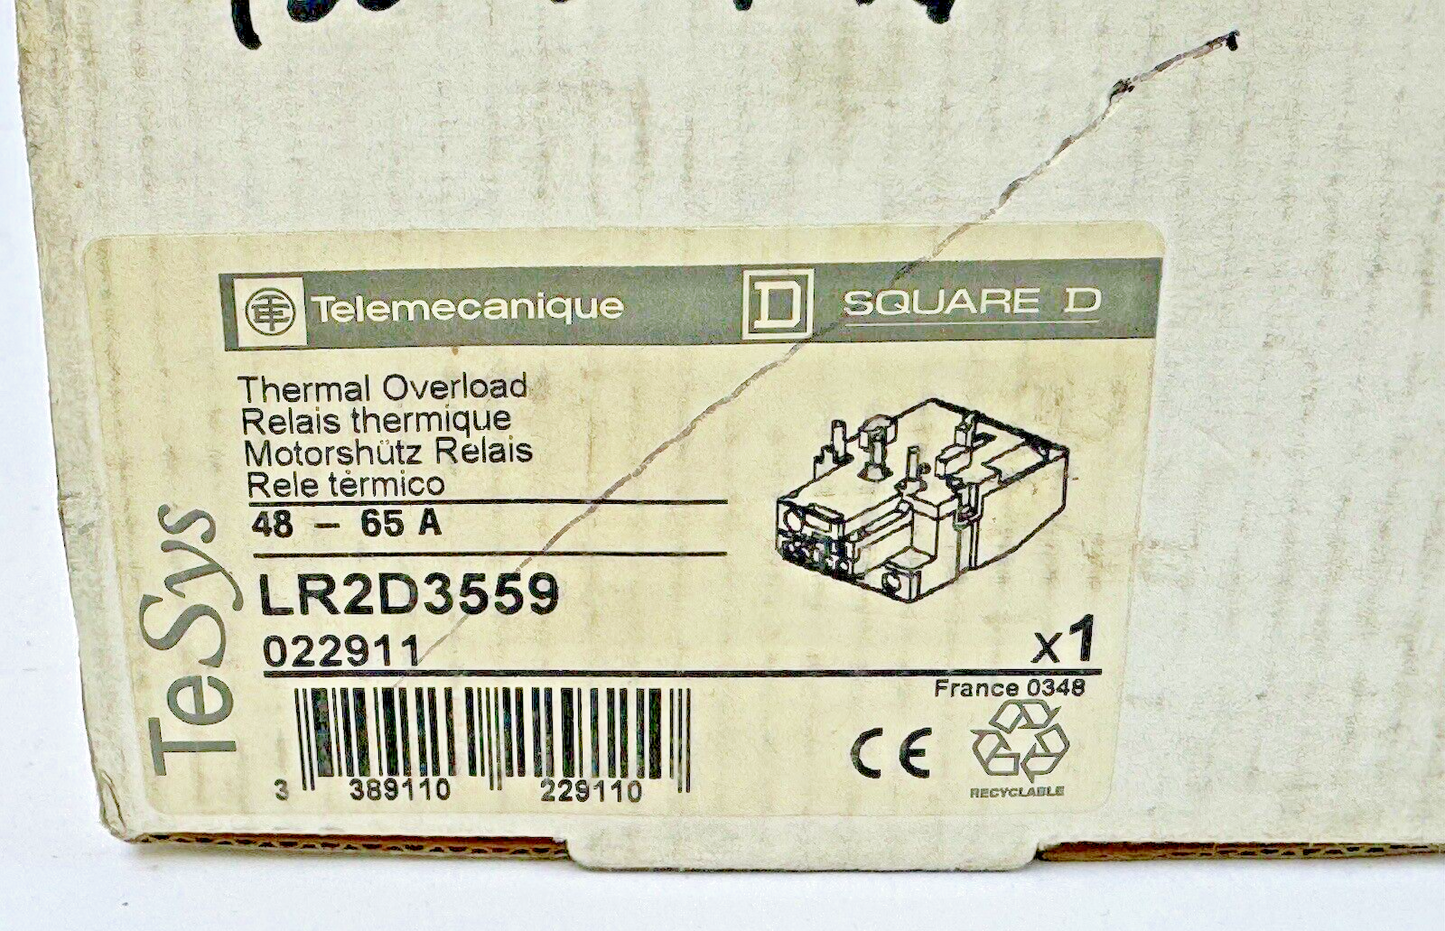 Telemecanique
D SQUARE D
Thermal Overload
Relais thermique
Motorshütz Relais
Rele tèrmico
48 – 65 A
LR2D3559
022911
x1
France 0348
TeSys
3 389110 229110
CE
RECYCLABLE